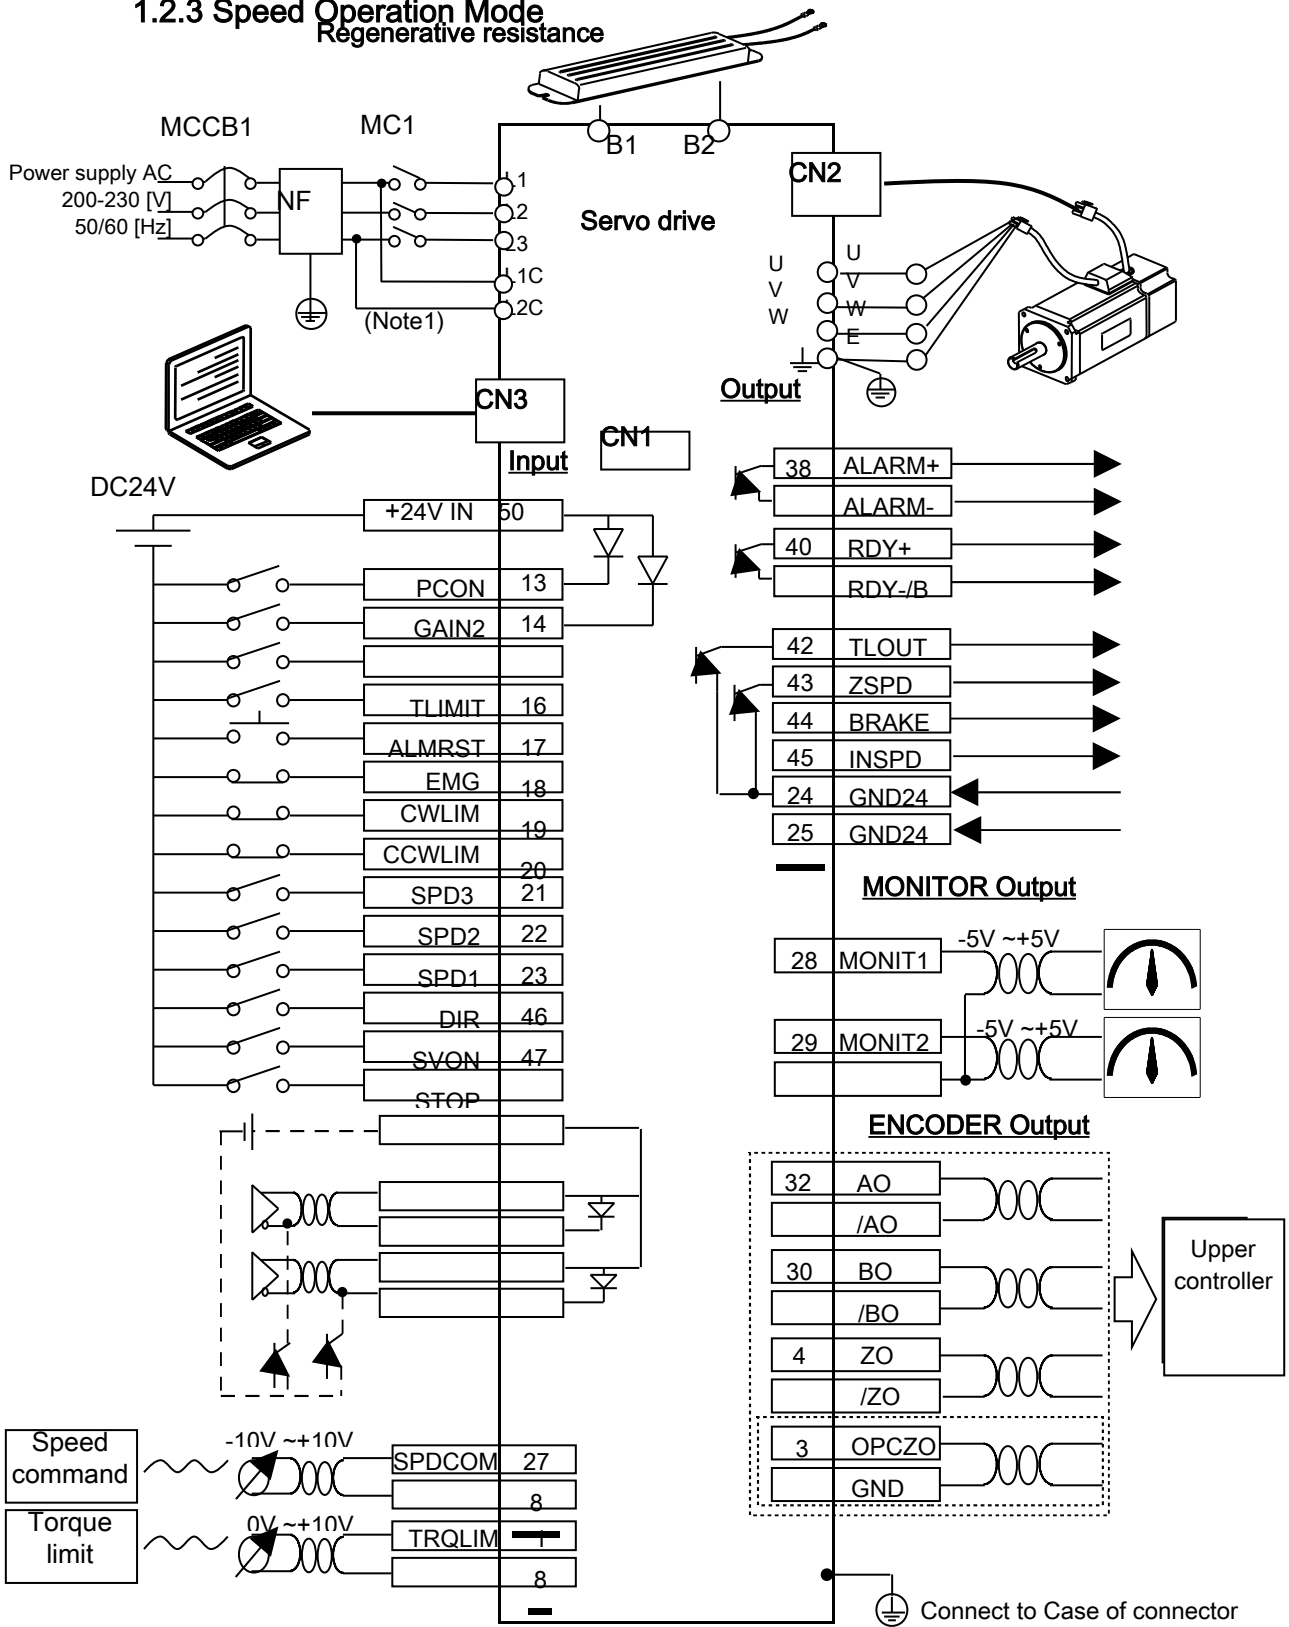 1.2.3 Speed Operation Mode
Regenerative resistance
MCCB1
MC1
B1
B2
CN2
Power supply AC
200-230 [V]
50/60 [Hz]
NF
L1
L2
L3
L1C
L2C
(Note1)
Servo drive
U
V
W
U
V
W
E
CN3
CN1
Input
Output
DC24V
+24V IN 50
PCON 13
GAIN2 14
TLIMIT 16
ALMRST 17
EMG 18
CWLIM 19
CCWLIM 20
SPD3 21
SPD2 22
SPD1 23
DIR 46
SVON 47
STOP
38 ALARM+
ALARM-
40 RDY+
RDY-/B
42 TLOUT
43 ZSPD
44 BRAKE
45 INSPD
24 GND24
25 GND24
MONITOR Output
28 MONIT1
-5V ~+5V
29 MONIT2
-5V ~+5V
ENCODER Output
32 AO
/AO
30 BO
/BO
4 ZO
/ZO
3 OPCZO
GND
Upper
controller
Speed
command
-10V ~+10V
SPDCOM 27
8
Torque
limit
0V ~+10V
TRQLIM 1
8
Connect to Case of connector